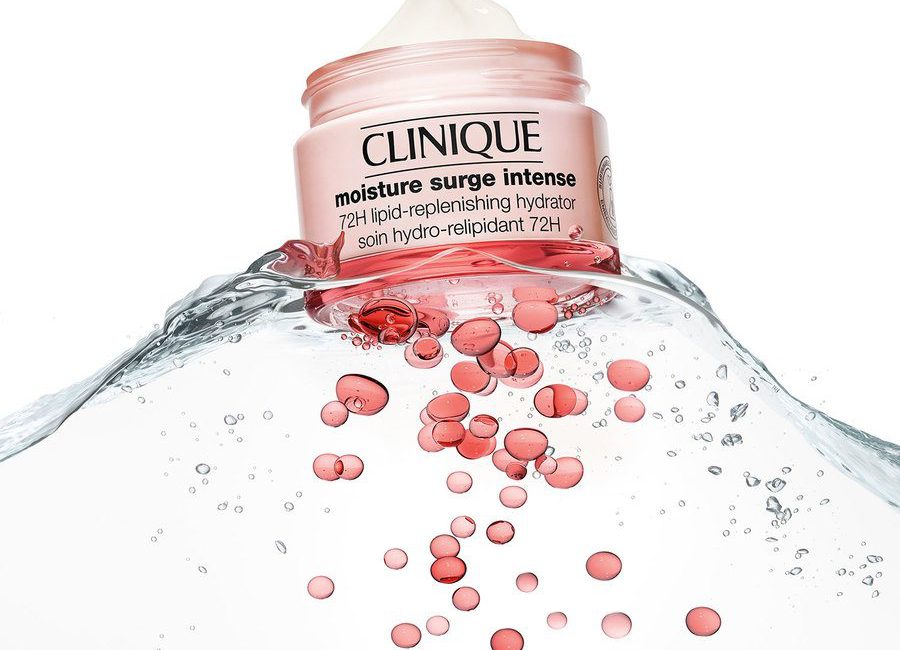 CLINIQUE
moisture surge intense
72H lipid-replenishing hydrator
soin hydro-relipidant 72H